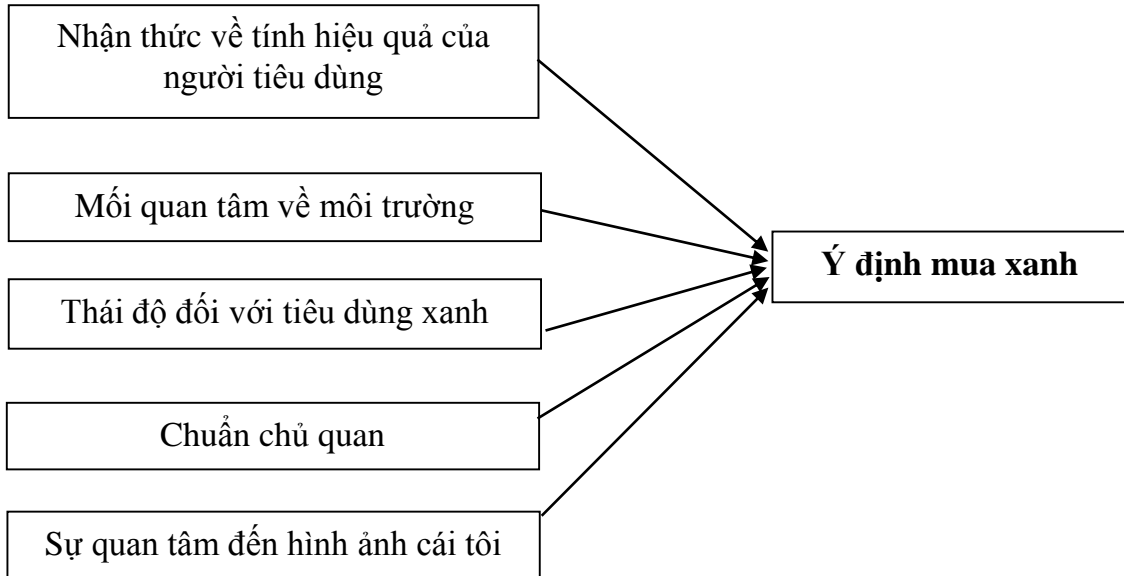 Nhận thức về tính hiệu quả của
người tiêu dùng
Mối quan tâm về môi trường
Thái độ đối với tiêu dùng xanh
Chuẩn chủ quan
Sự quan tâm đến hình ảnh cái tôi
Ý định mua xanh